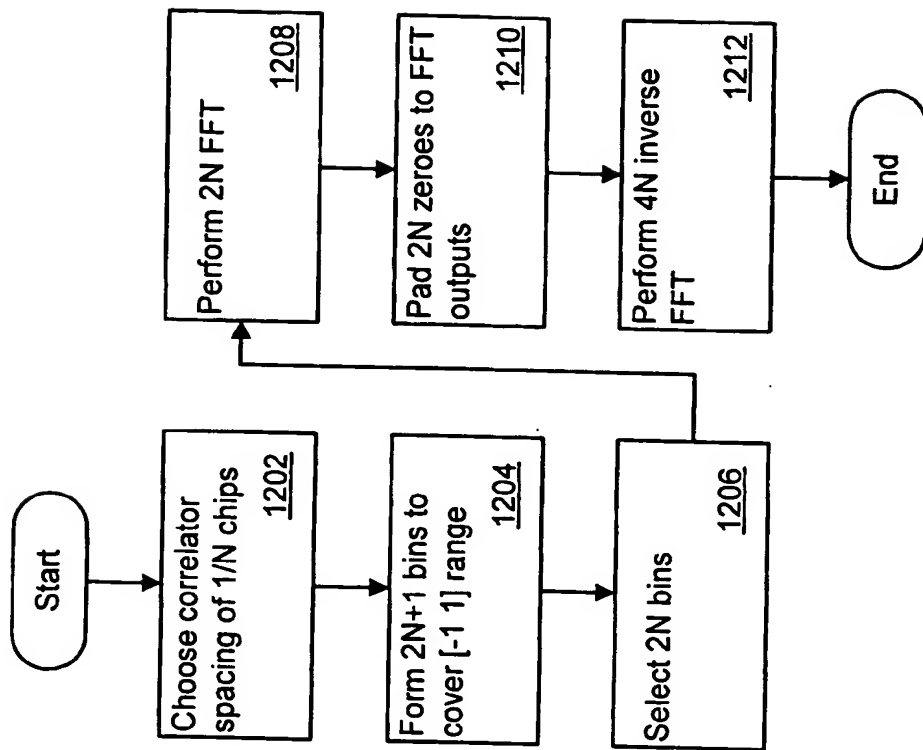 Start
Choose correlator
spacing of 1/N chips
1202
Form 2N+1 bins to
cover [-1 1] range
1204
Select 2N bins
1206
Perform 2N FFT
1208
Pad 2N zeroes to FFT
outputs
1210
Perform 4N inverse
FFT
1212
End